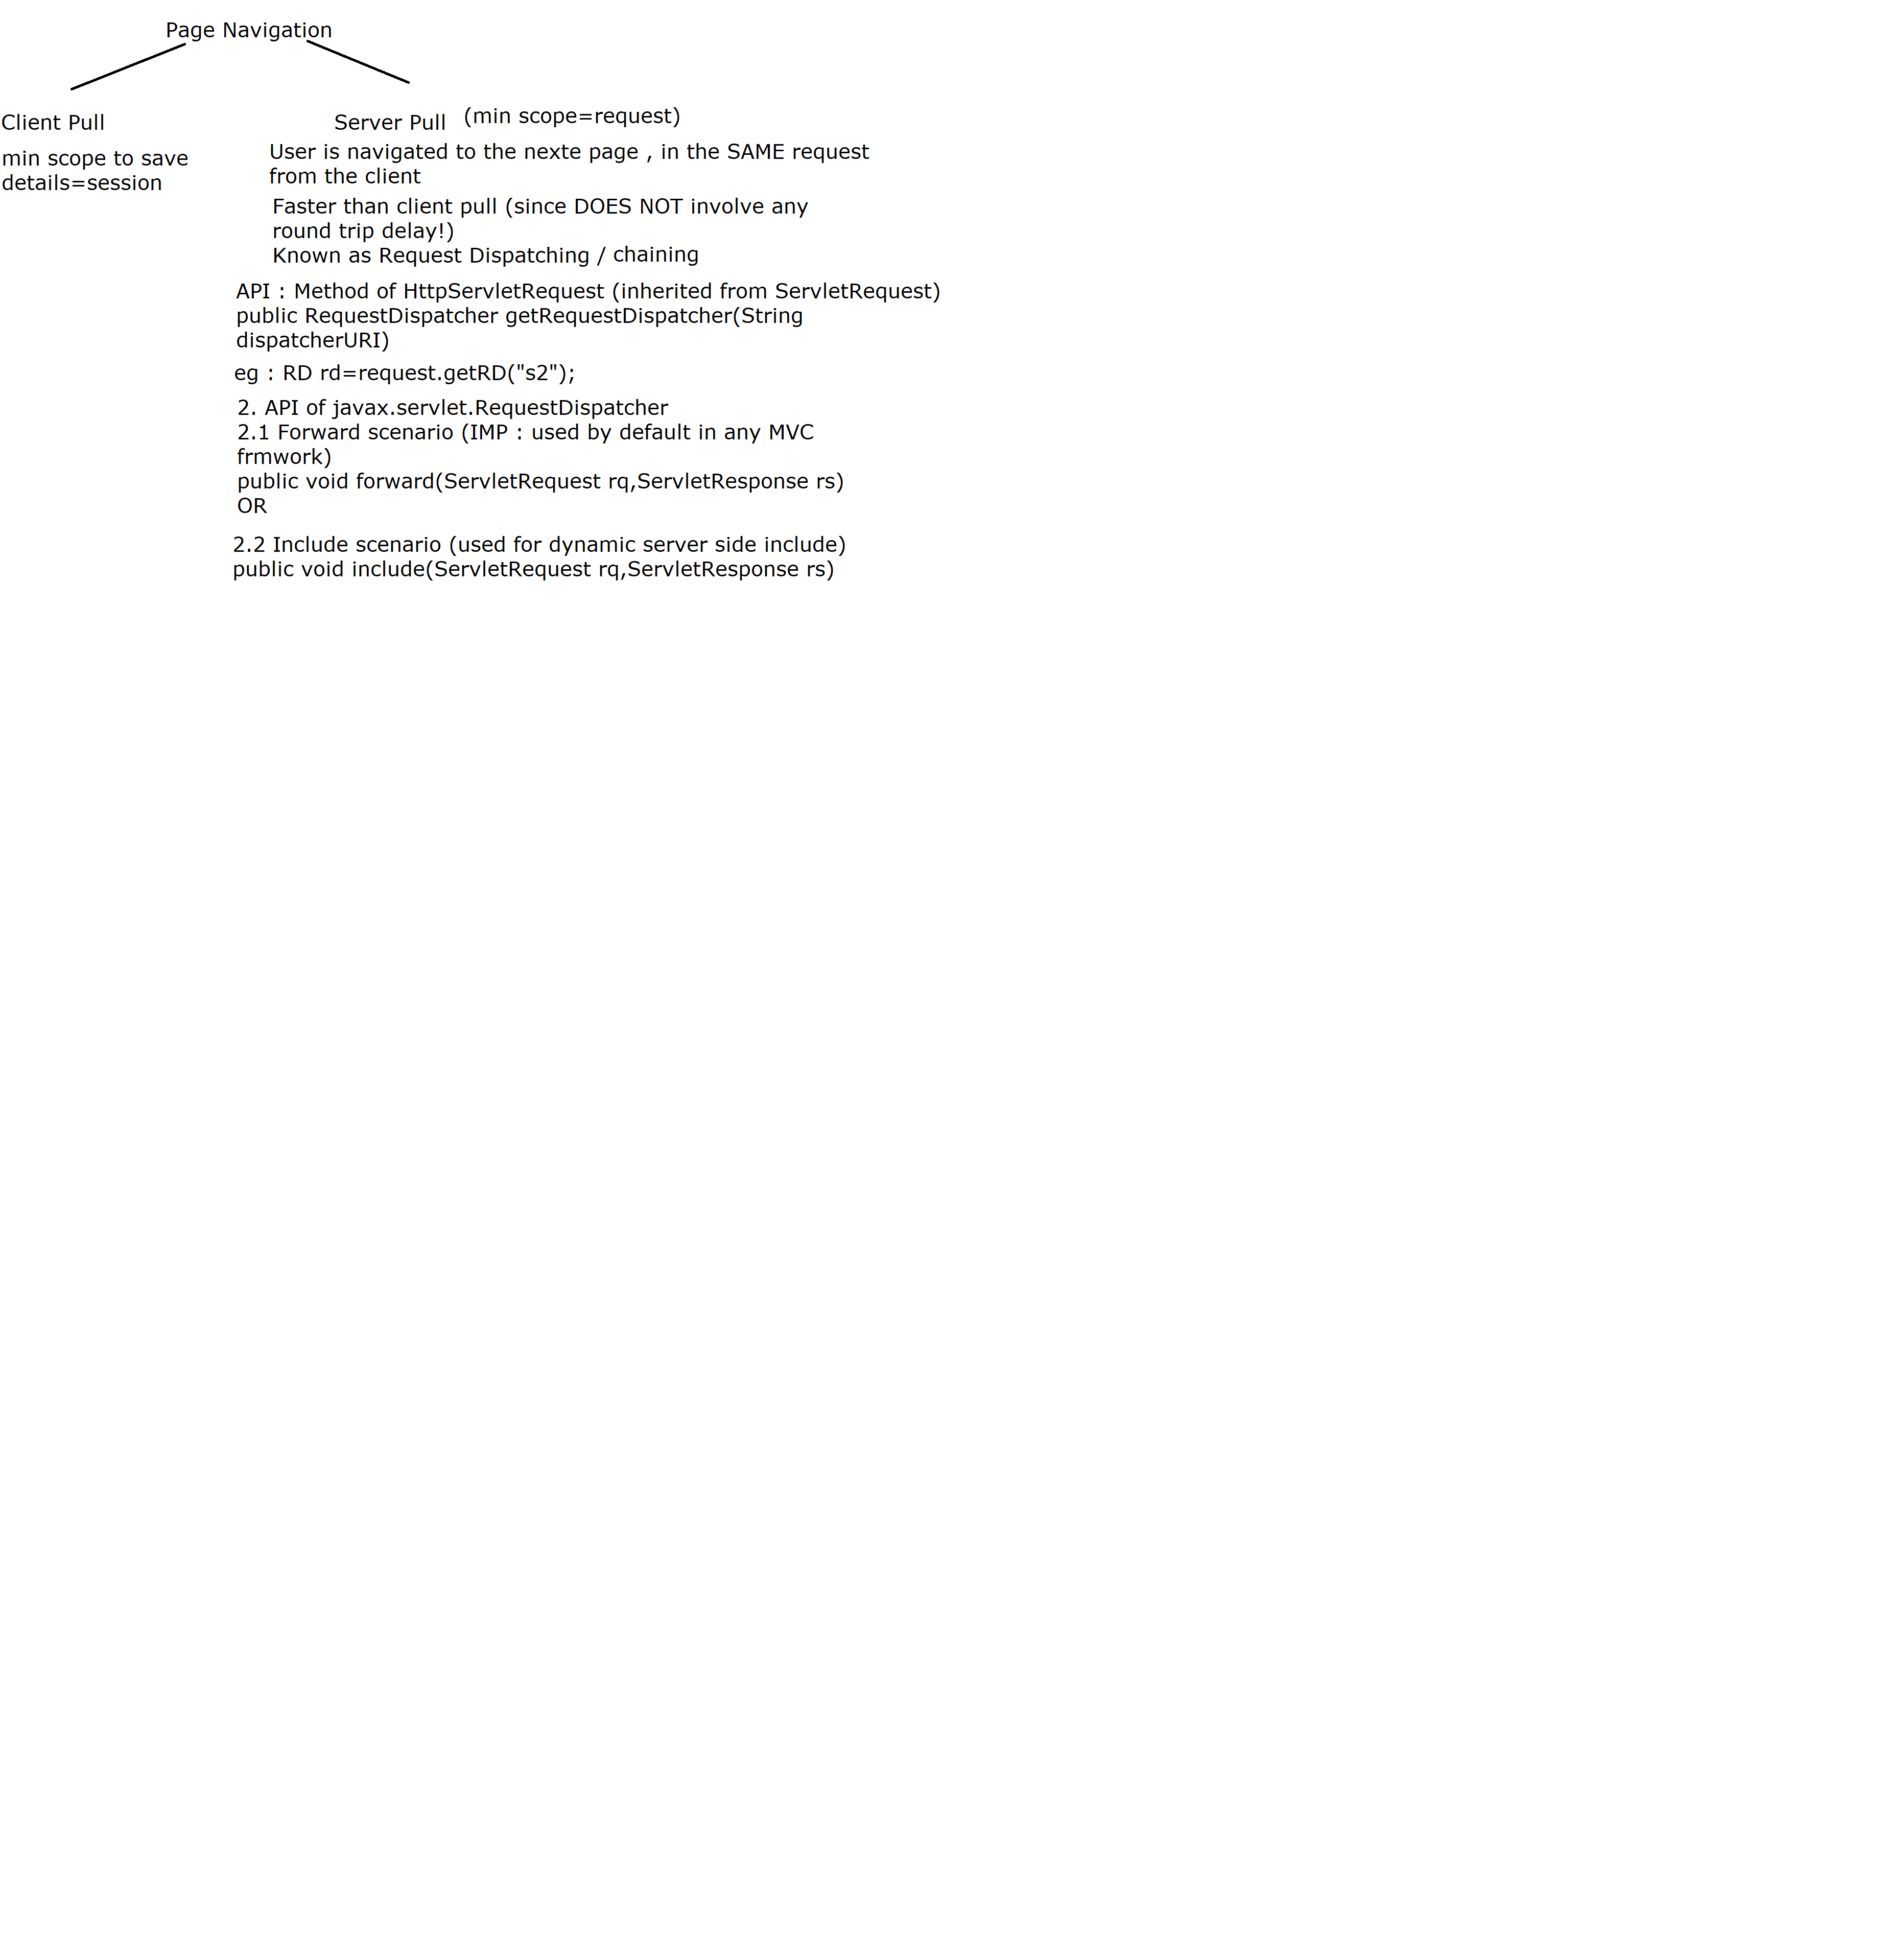 Page Navigation
Client Pull
min scope to save
details=session
Server Pull (min scope=request)
User is navigated to the nexte page , in the SAME request
from the client
Faster than client pull (since DOES NOT involve any
round trip delay!)
Known as Request Dispatching / chaining
API : Method of HttpServletRequest (inherited from ServletRequest)
public RequestDispatcher getRequestDispatcher(String
dispatcherURI)
eg : RD rd=request.getRD("s2");
2. API of javax.servlet.RequestDispatcher
2.1 Forward scenario (IMP : used by default in any MVC
frmwork)
public void forward(ServletRequest rq,ServletResponse rs)
OR
2.2 Include scenario (used for dynamic server side include)
public void include(ServletRequest rq,ServletResponse rs)